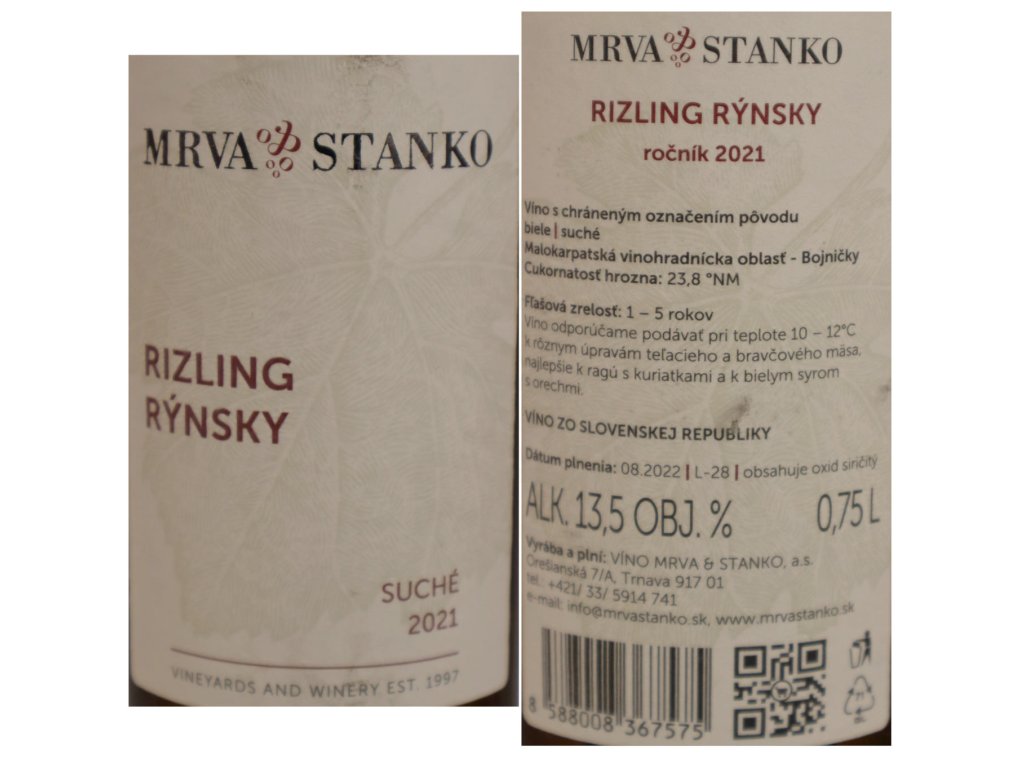 MRVA STANKO
RIZLING
RÝNSKY
SUCHÉ
2021
VINEYARDS AND WINERY EST. 1997
MRVA STANKO
RIZLING RÝNSKY
ročník 2021
Víno s chráneným označením pôvodu
biele | suché
Malokarpatská vinohradnícka oblasť - Bojničky
Cukornatosť hrozna: 23,8 °NM
Fľašová zrelosť: 1 – 5 rokov
Víno odporúčame podávať pri teplote 10 – 12°C
k rôznym úpravám teľacieho a bravčového mäsa,
najlepšie k ragú s kuriatkami a k bielym syrom
s orechmi.
VÍNO ZO SLOVENSKEJ REPUBLIKY
Dátum plnenia: 08.2022 | L-28 | obsahuje oxid siričitý
ALK. 13,5 OBJ. % 0,75 L
Vyrába a plní: VÍNO MRVA & STANKO, a.s.
Orešianská 7/A, Trnava 917 01
tel.: +421/ 33/ 5914 741
e-mail: info@mrvastanko.sk, www.mrvastanko.sk
8 588008 367575